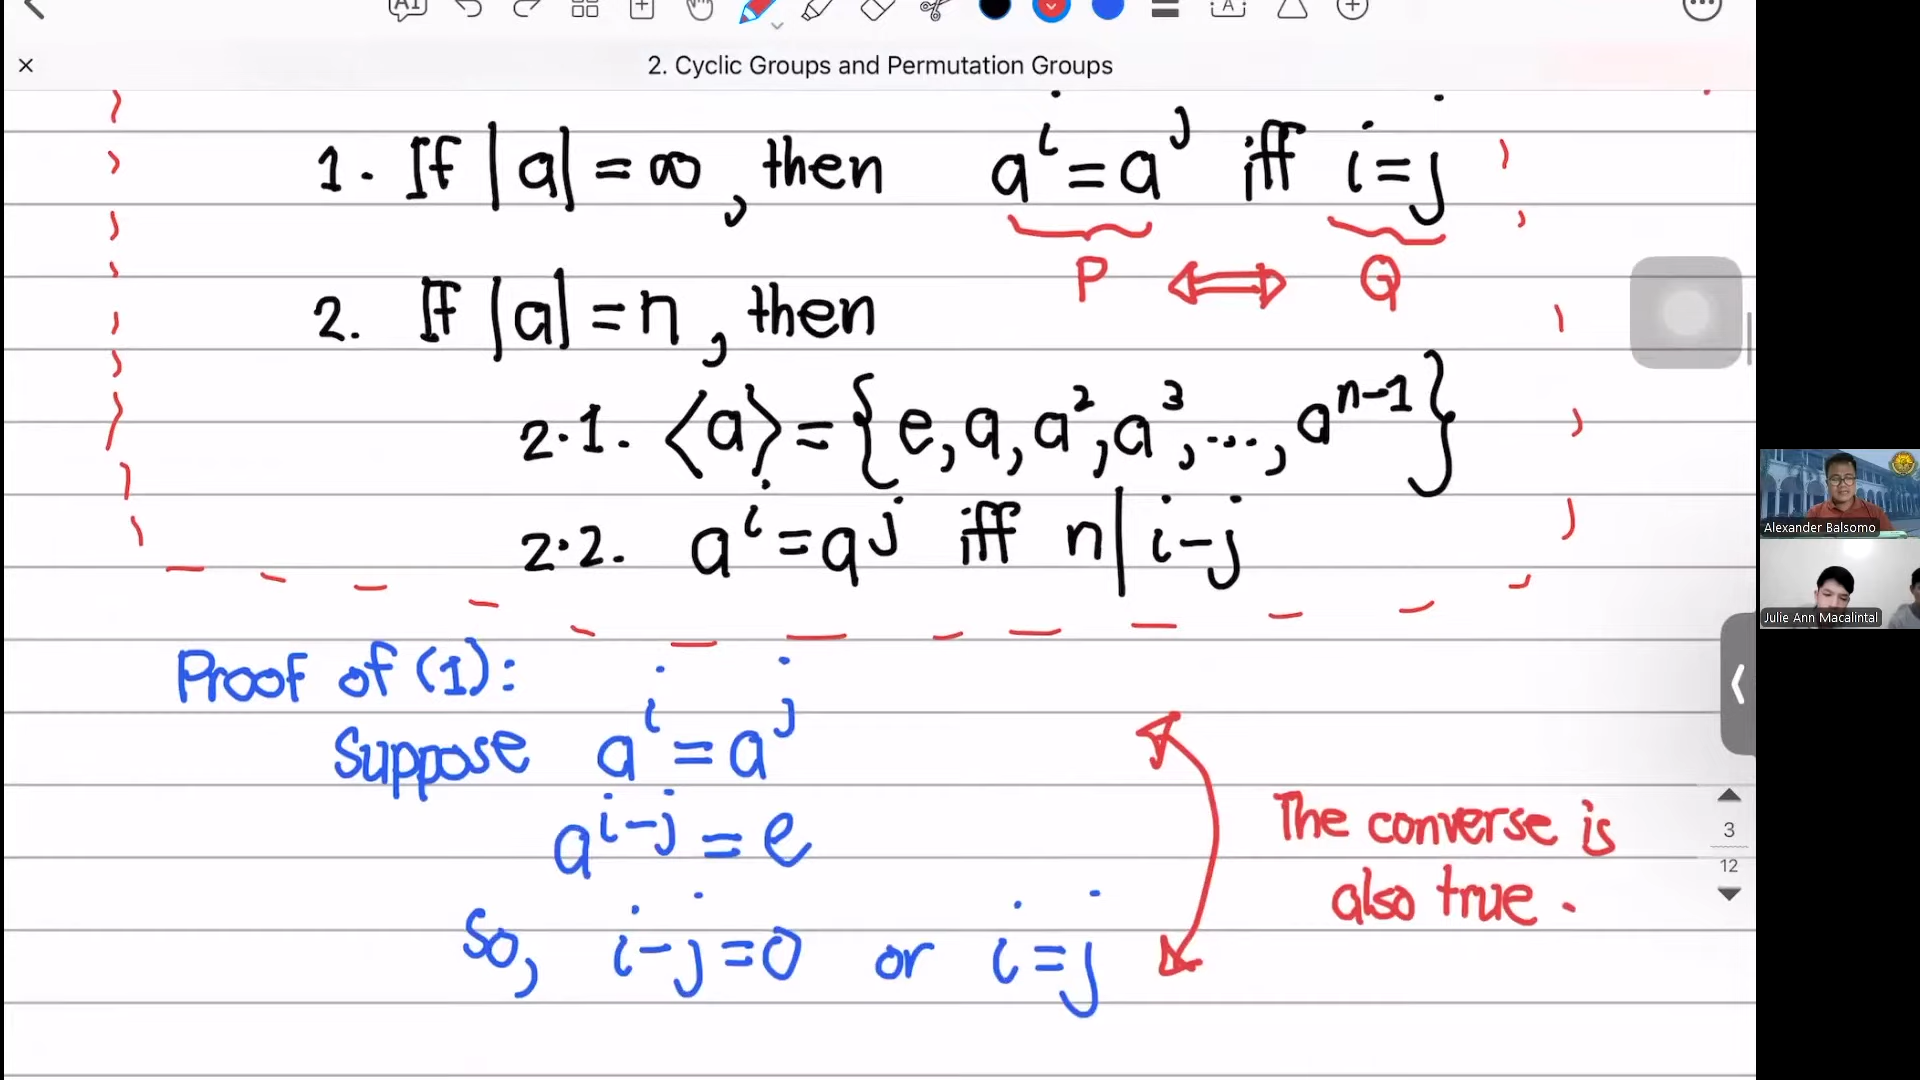 AI
A
×
2. Cyclic Groups and Permutation Groups
1. If |a| = ∞, then a^i = a^j iff i = j
P ⇔ Q
2. If |a| = n, then
2.1. ⟨a⟩ = {e, a, a^2, a^3, ..., a^{n-1}}
2.2. a^i = a^j iff n | i-j
Proof of (1):
Suppose a^i = a^j
a^{i-j} = e
So, i-j = 0 or i = j
The converse is
also true.
3
12
Alexander Balsomo
Julie Ann Macalintal